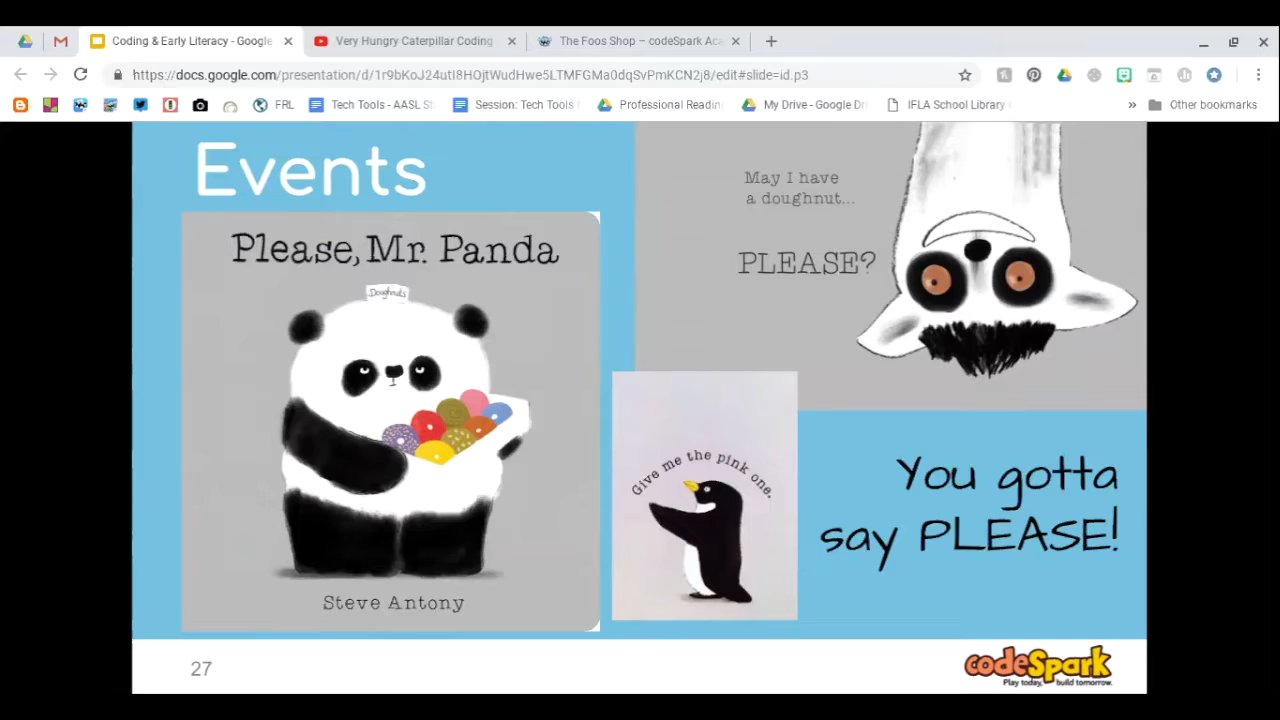 Coding & Early Literacy - Google
Very Hungry Caterpillar Coding
The Foos Shop – codeSpark Aca
https://docs.google.com/presentation/d/1r9bKoJ24utI8HOjtWudHwe5LTMFGMa0dqSvPmKCN2j8/edit#slide=id.p3
FRL
Tech Tools - AASL St
Session: Tech Tools f
Professional Readin
My Drive - Google Dr
IFLA School Library
Other bookmarks
Events
Please, Mr. Panda
Doughnuts
Steve Antony
May I have
a doughnut...
PLEASE?
Give me the pink one.
You gotta
say PLEASE!
27
codeSpark
Play today, build tomorrow.